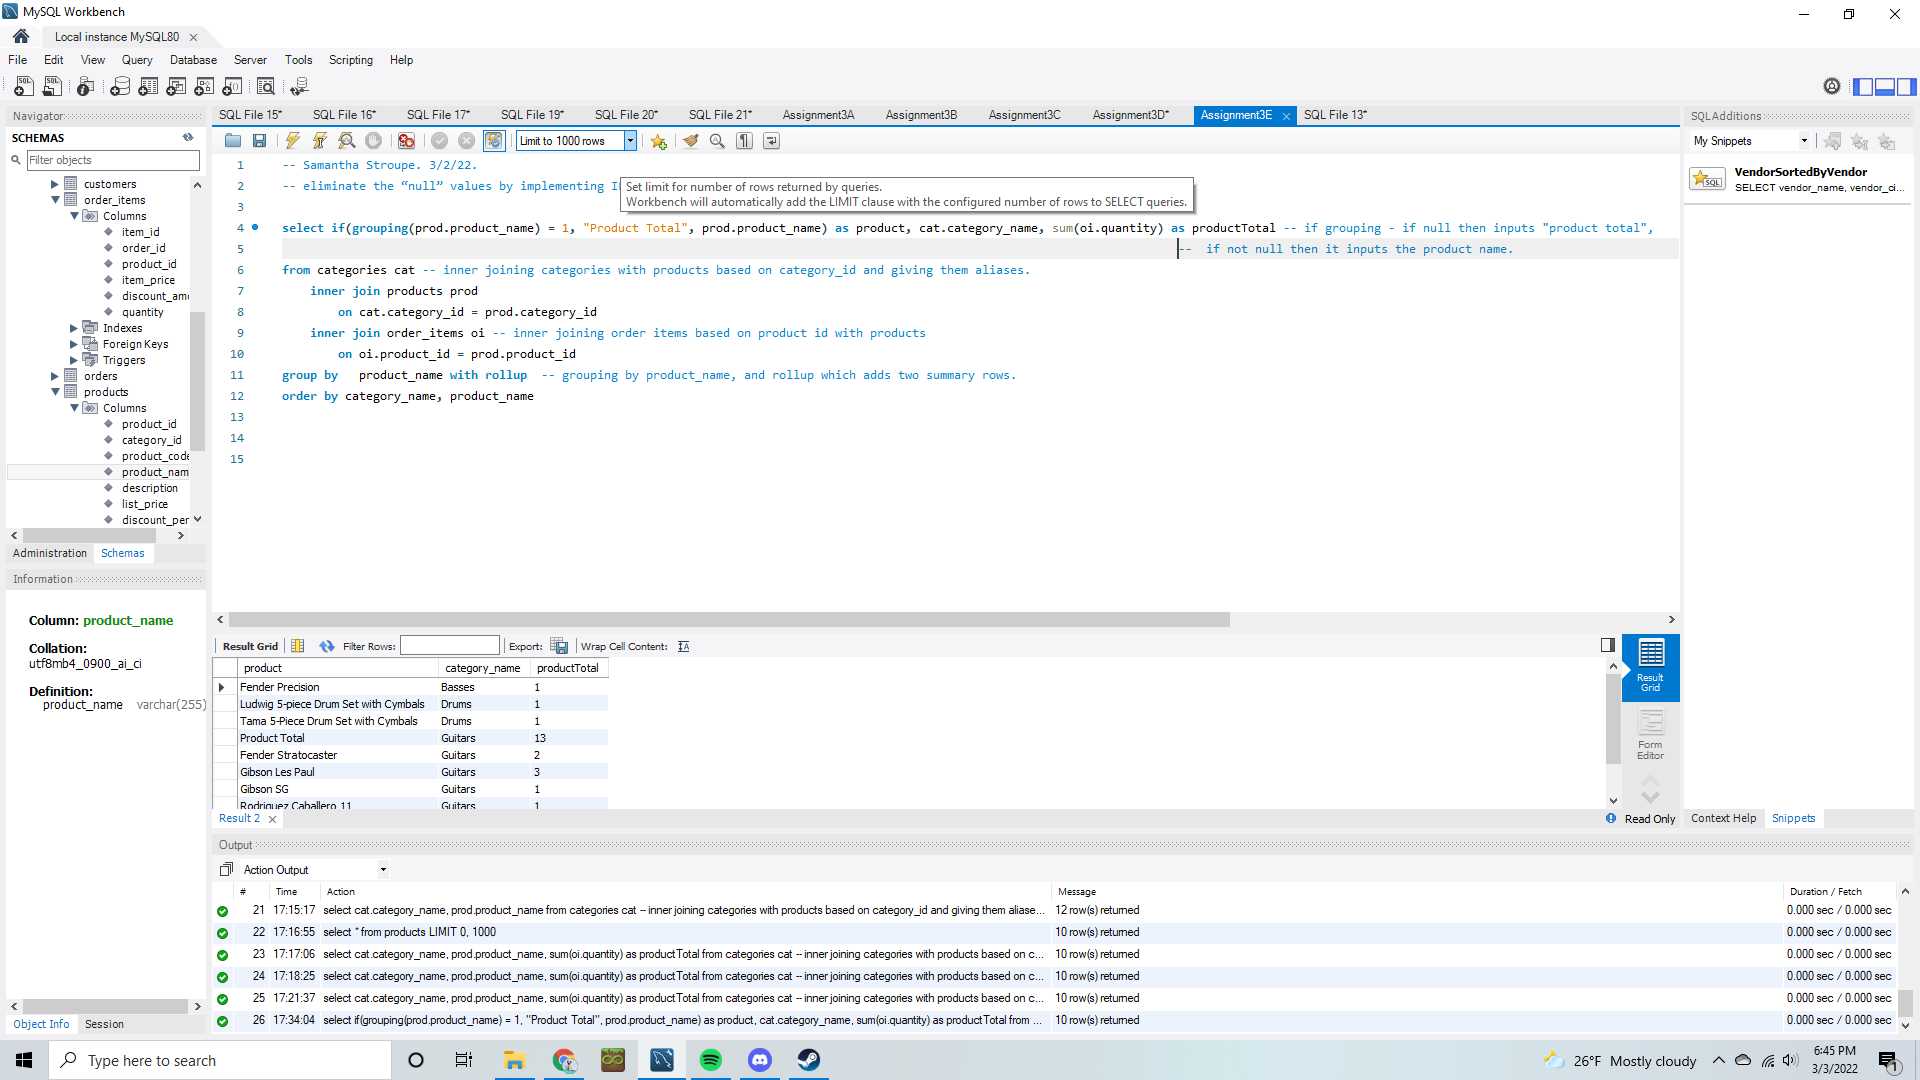 MySQL Workbench
Local instance MySQL80
File Edit View Query Database Server Tools Scripting Help
Navigator
SCHEMAS
Filter objects
customers
order_items
Columns
item_id
order_id
product_id
item_price
discount_am
quantity
Indexes
Foreign Keys
Triggers
orders
products
Columns
product_id
category_id
product_code
product_nam
description
list_price
discount_per
Administration Schemas
Information
Column: product_name
Collation:
utf8mb4_0900_ai_ci
Definition:
product_name varchar(255)
Object Info Session
SQL File 15* SQL File 16* SQL File 17* SQL File 19* SQL File 20* SQL File 21* Assignment3A Assignment3B Assignment3C Assignment3D* Assignment3E SQL File 13*
Limit to 1000 rows
1 -- Samantha Stroupe. 3/2/22.
2 -- eliminate the “null” values by implementing I
Set limit for number of rows returned by queries.
Workbench will automatically add the LIMIT clause with the configured number of rows to SELECT queries.
3
4 select if(grouping(prod.product_name) = 1, "Product Total", prod.product_name) as product, cat.category_name, sum(oi.quantity) as productTotal -- if grouping - if null then inputs "product total",
5 -- if not null then it inputs the product name.
6 from categories cat -- inner joining categories with products based on category_id and giving them aliases.
7 inner join products prod
8 on cat.category_id = prod.category_id
9 inner join order_items oi -- inner joining order items based on product id with products
10 on oi.product_id = prod.product_id
11 group by product_name with rollup -- grouping by product_name, and rollup which adds two summary rows.
12 order by category_name, product_name
13
14
15
Result Grid Filter Rows: Export: Wrap Cell Content:
product category_name productTotal
Fender Precision Basses 1
Ludwig 5-piece Drum Set with Cymbals Drums 1
Tama 5-Piece Drum Set with Cymbals Drums 1
Product Total Guitars 13
Fender Stratocaster Guitars 2
Gibson Les Paul Guitars 3
Gibson SG Guitars 1
Rodriguez Caballero 11 Guitars 1
Result Grid
Form Editor
Result 2
Read Only
Output
Action Output
# Time Action Message Duration / Fetch
21 17:15:17 select cat.category_name, prod.product_name from categories cat -- inner joining categories with products based on category_id and giving them aliase... 12 row(s) returned 0.000 sec / 0.000 sec
22 17:16:55 select * from products LIMIT 0, 1000 10 row(s) returned 0.000 sec / 0.000 sec
23 17:17:06 select cat.category_name, prod.product_name, sum(oi.quantity) as productTotal from categories cat -- inner joining categories with products based on c... 10 row(s) returned 0.000 sec / 0.000 sec
24 17:18:25 select cat.category_name, prod.product_name, sum(oi.quantity) as productTotal from categories cat -- inner joining categories with products based on c... 10 row(s) returned 0.000 sec / 0.000 sec
25 17:21:37 select cat.category_name, prod.product_name, sum(oi.quantity) as productTotal from categories cat -- inner joining categories with products based on c... 10 row(s) returned 0.000 sec / 0.000 sec
26 17:34:04 select if(grouping(prod.product_name) = 1, "Product Total", prod.product_name) as product, cat.category_name, sum(oi.quantity) as productTotal from ... 10 row(s) returned 0.000 sec / 0.000 sec
SQLAdditions
My Snippets
SQL
VendorSortedByVendor
SELECT vendor_name, vendor_ci...
Context Help Snippets
Type here to search
26°F Mostly cloudy
6:45 PM
3/3/2022
1